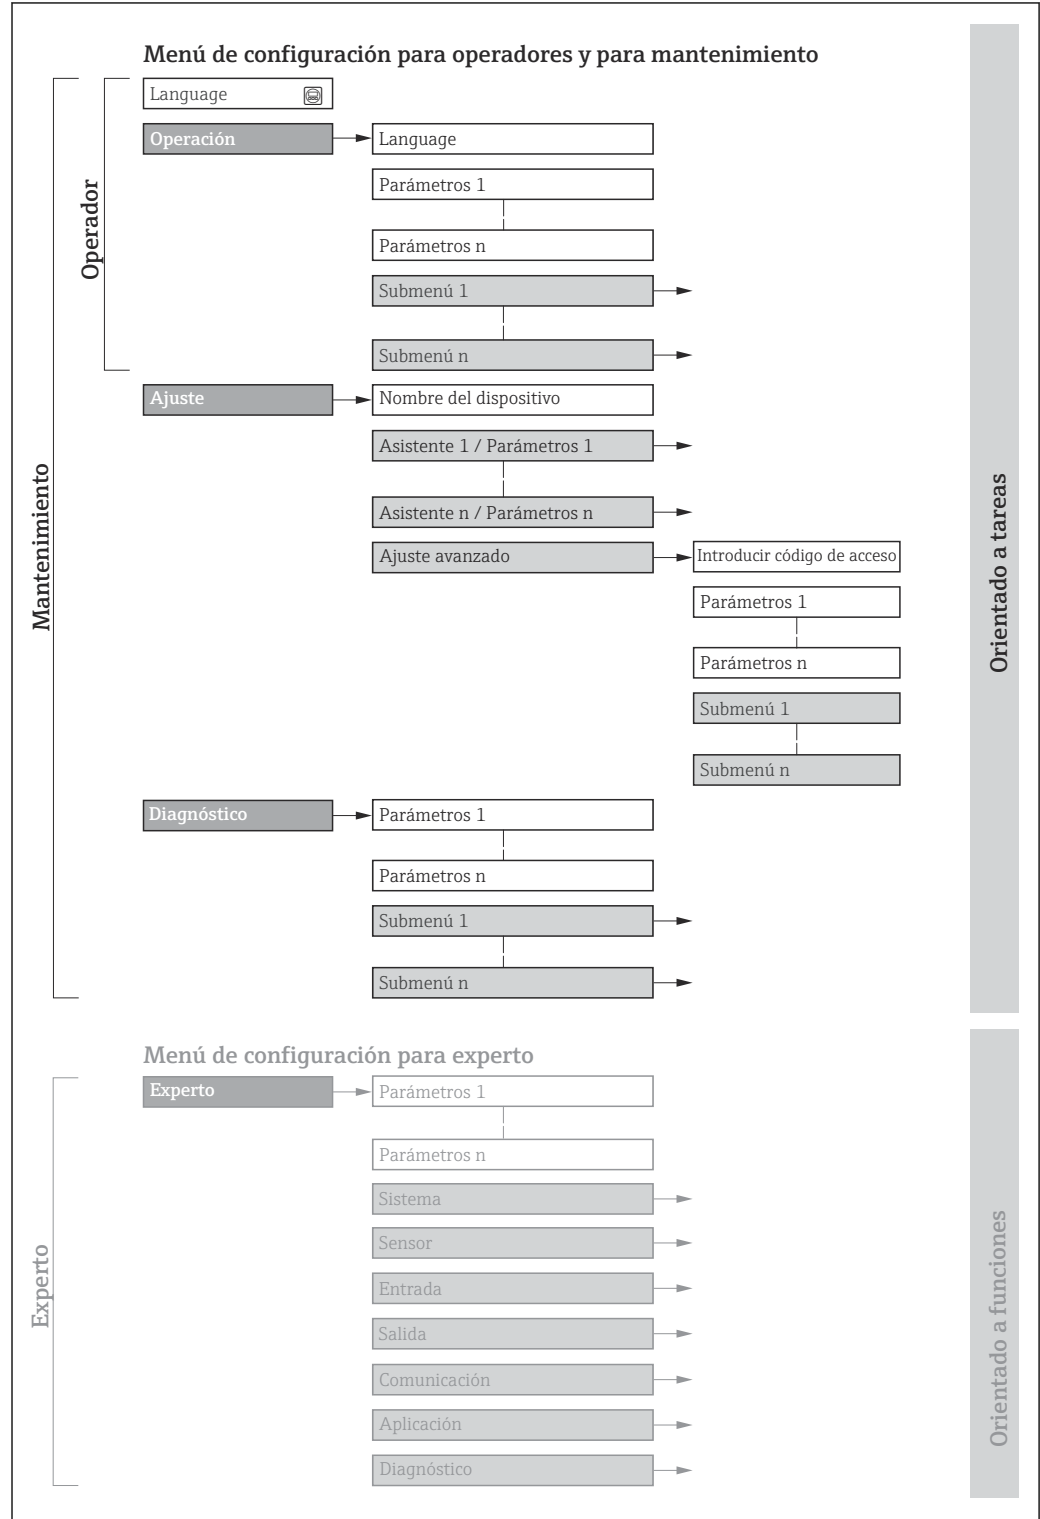 Menú de configuración para operadores y para mantenimiento
Mantenimiento
Operador
Language
Operación
Language
Parámetros 1
Parámetros n
Submenú 1
Submenú n
Ajuste
Nombre del dispositivo
Asistente 1 / Parámetros 1
Asistente n / Parámetros n
Ajuste avanzado
Introducir código de acceso
Parámetros 1
Parámetros n
Submenú 1
Submenú n
Diagnóstico
Parámetros 1
Parámetros n
Submenú 1
Submenú n
Orientado a tareas
Menú de configuración para experto
Experto
Experto
Parámetros 1
Parámetros n
Sistema
Sensor
Entrada
Salida
Comunicación
Aplicación
Diagnóstico
Orientado a funciones